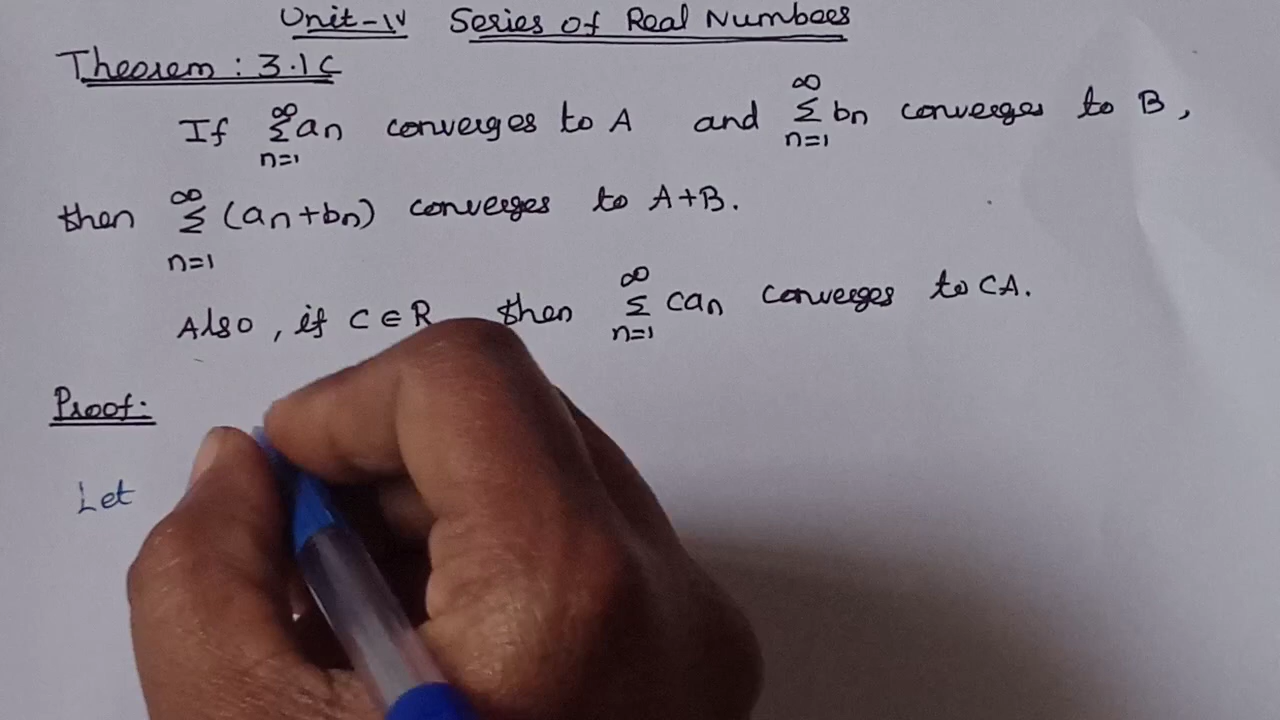 Unit-IV Series of Real Numbers
Theorem : 3.1C
If ∞ Σ n=1 an converges to A and ∞ Σ n=1 bn converges to B,
then ∞ Σ n=1 (an+bn) converges to A+B.
Also, if C ∈ R then ∞ Σ n=1 can converges to CA.
Proof:
Let